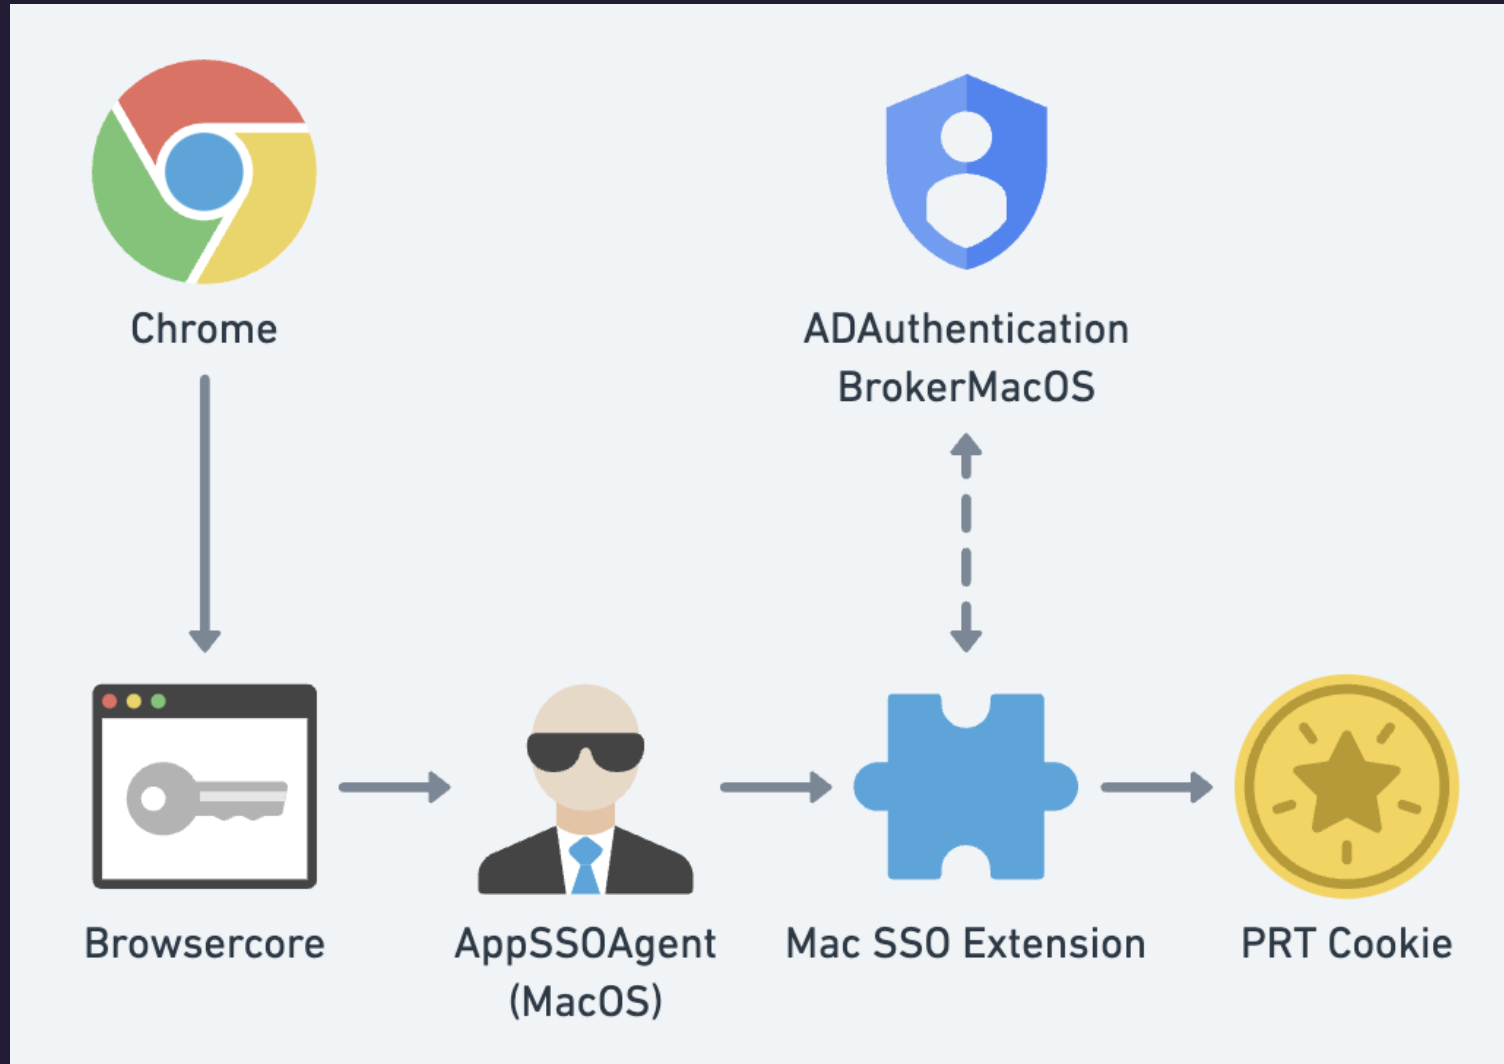 Chrome
ADAuthentication
BrokerMacOS
Browsercore
AppSSOAgent
(MacOS)
Mac SSO Extension
PRT Cookie